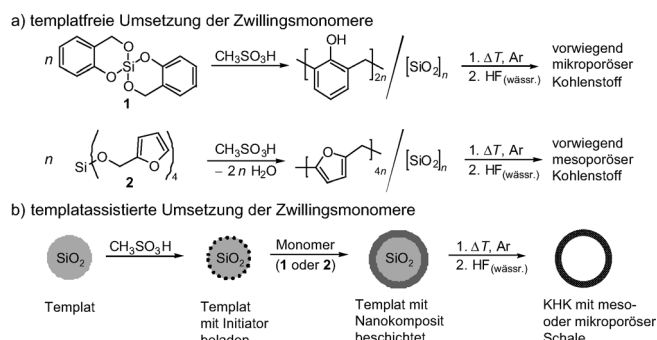 a) templatfreie Umsetzung der Zwillingsmonomere
n
O
O
Si
O
O
1
CH₃SO₃H
OH
2n
[SiO₂]n
1. ΔT, Ar
2. HF(wässr.)
vorwiegend
mikroporöser
Kohlenstoff
n
Si
O
O
4
2
CH₃SO₃H
– 2 n H₂O
O
4n
[SiO₂]n
1. ΔT, Ar
2. HF(wässr.)
vorwiegend
mesoporöser
Kohlenstoff
b) templatassistierte Umsetzung der Zwillingsmonomere
SiO₂
CH₃SO₃H
SiO₂
Monomer
(1 oder 2)
SiO₂
1. ΔT, Ar
2. HF(wässr.)
Templat
Templat
mit Initiator
beladen
Templat mit
Nanokomposit
beschichtet
KHK mit meso-
oder mikroporöser
Schale